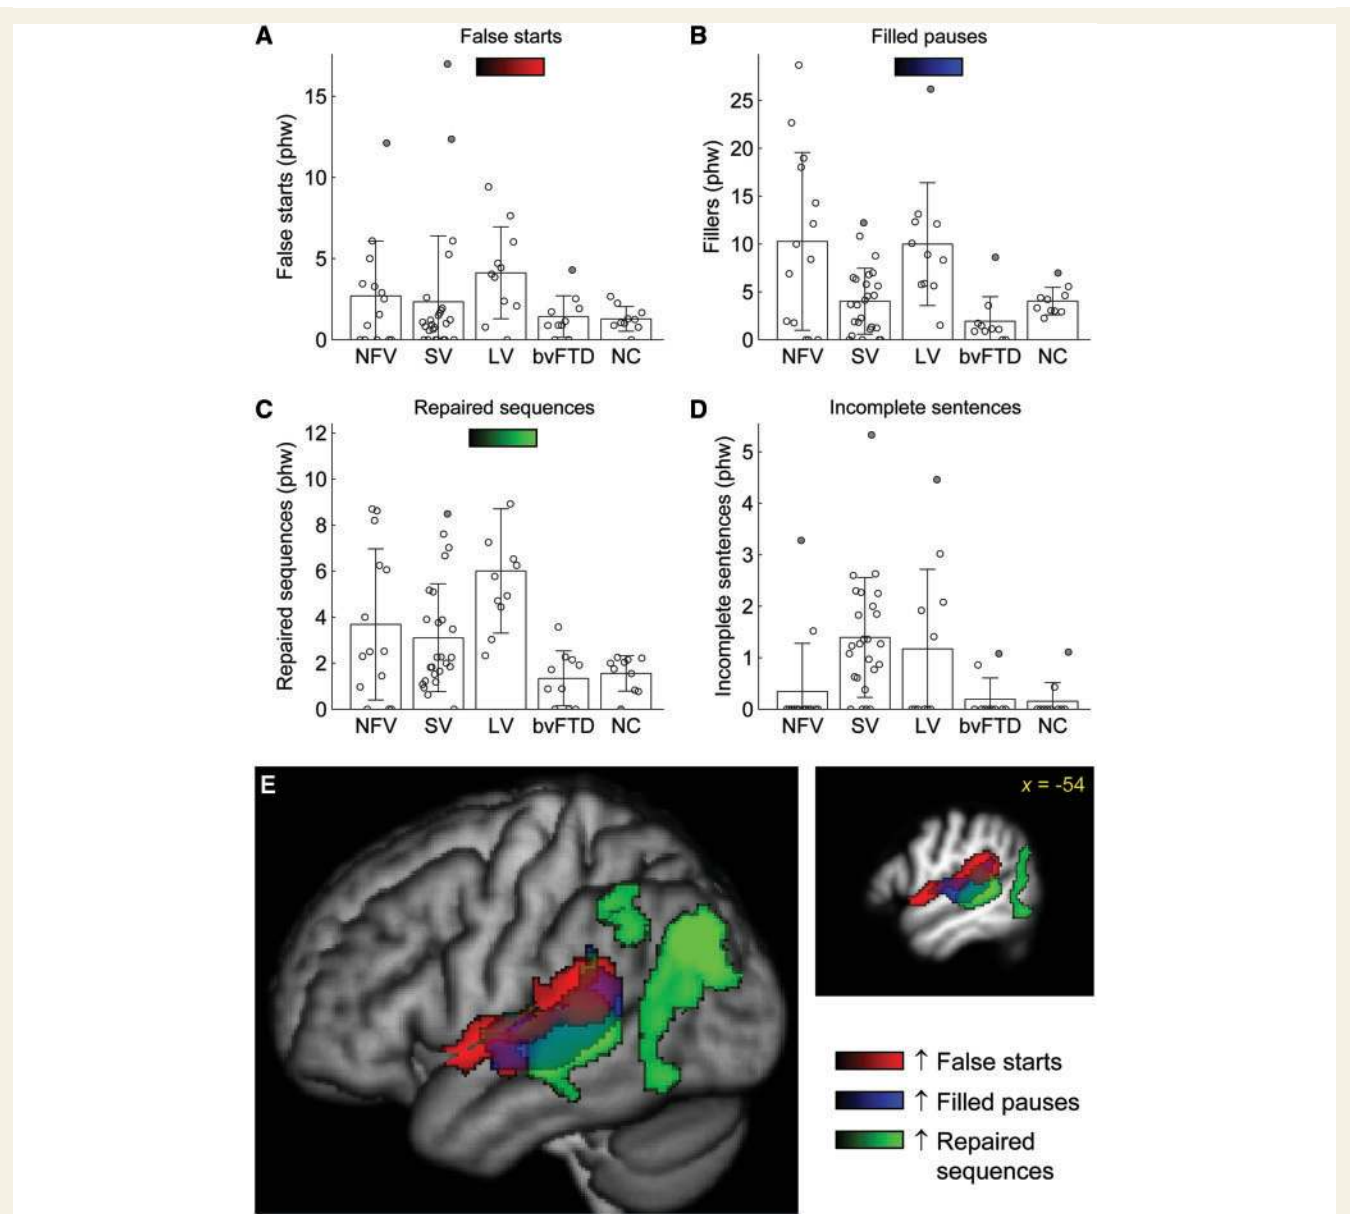 A
False starts
False starts (phw)
15
10
5
0
NFV SV LV bvFTD NC
B
Filled pauses
Fillers (phw)
25
20
15
10
5
0
NFV SV LV bvFTD NC
C
Repaired sequences
Repaired sequences (phw)
12
10
8
6
4
2
0
NFV SV LV bvFTD NC
D
Incomplete sentences
Incomplete sentences (phw)
5
4
3
2
1
0
NFV SV LV bvFTD NC
E
x = -54
↑ False starts
↑ Filled pauses
↑ Repaired
sequences